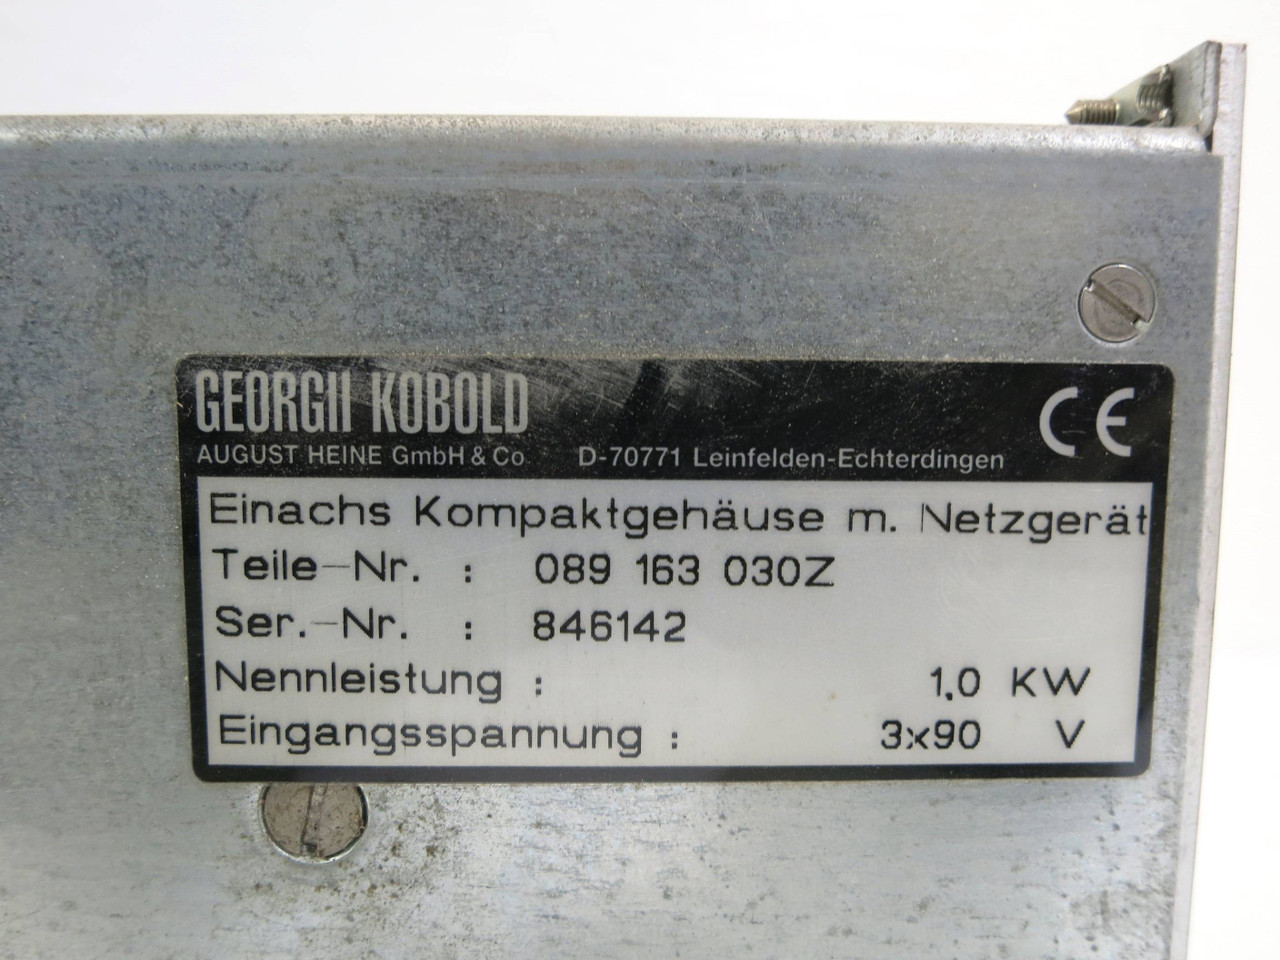 GEORGII KOBOLD
AUGUST HEINE GmbH & Co D-70771 Leinfelden-Echterdingen
CE
Einachs Kompaktgehäuse m. Netzgerät
Teile-Nr. : 089 163 030Z
Ser.-Nr. : 846142
Nennleistung : 1,0 KW
Eingangsspannung : 3x90 V